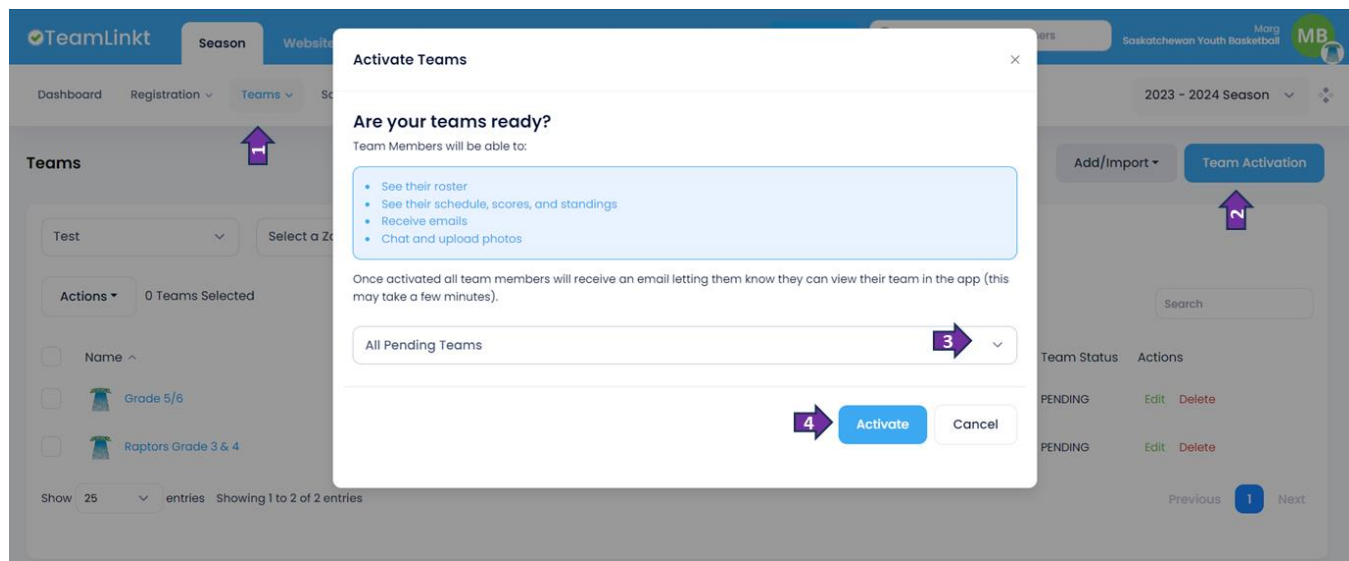 TeamLinkt
Season
Website
ers
Marg
Saskatchewan Youth Basketball
MB
Dashboard
Registration
Teams
Sc
2023 - 2024 Season
1
Teams
Add/Import
Team Activation
2
Test
Select a Zo
Actions
0 Teams Selected
Search
Name
Team Status
Actions
Grade 5/6
PENDING
Edit
Delete
Raptors Grade 3 & 4
PENDING
Edit
Delete
Show 25 entries Showing 1 to 2 of 2 entries
Previous
1
Next
Activate Teams
×
Are your teams ready?
Team Members will be able to:
• See their roster
• See their schedule, scores, and standings
• Receive emails
• Chat and upload photos
Once activated all team members will receive an email letting them know they can view their team in the app (this
may take a few minutes).
All Pending Teams
3
4
Activate
Cancel